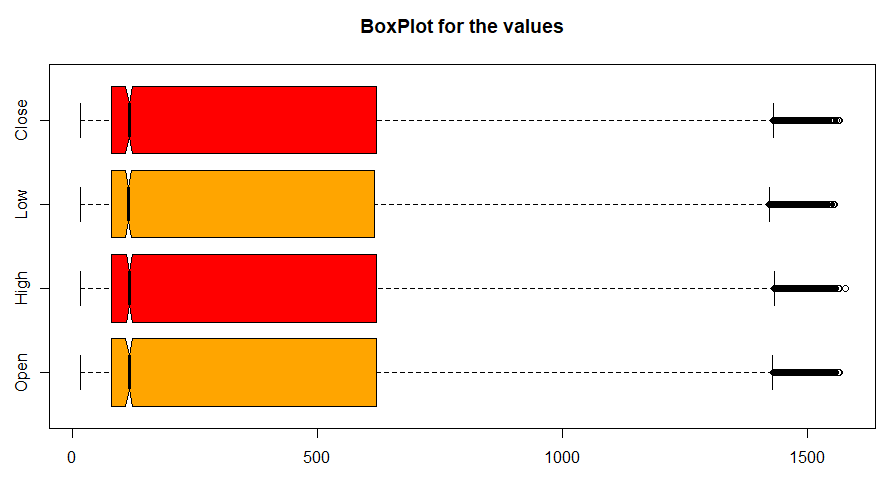 BoxPlot for the values
Close
Low
High
Open
0 500 1000 1500